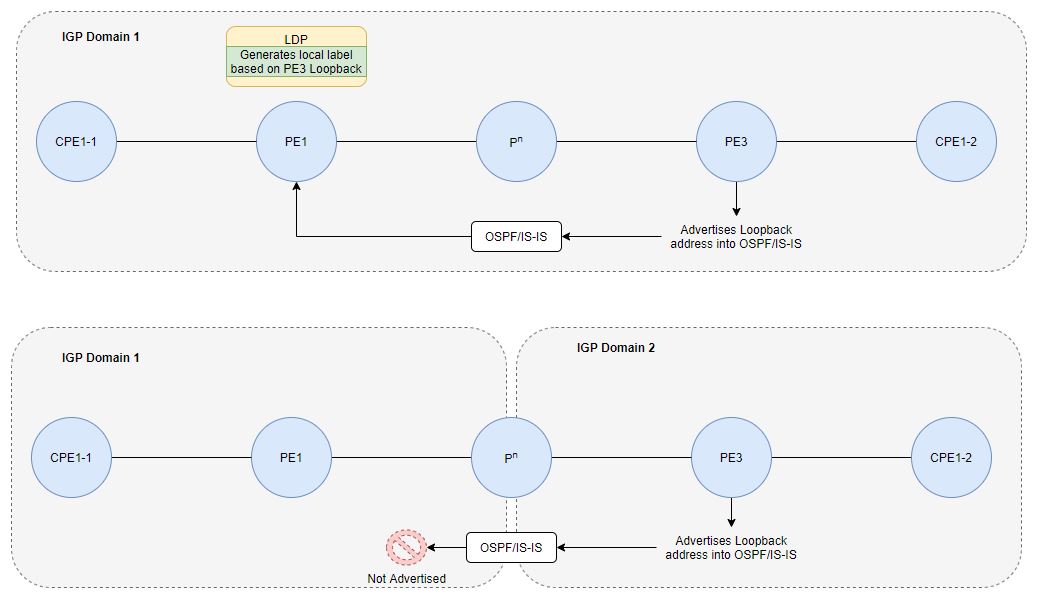 IGP Domain 1
LDP
Generates local label
based on PE3 Loopback
CPE1-1
PE1
Pⁿ
PE3
CPE1-2
OSPF/IS-IS
Advertises Loopback
address into OSPF/IS-IS
IGP Domain 1
IGP Domain 2
CPE1-1
PE1
Pⁿ
PE3
CPE1-2
OSPF/IS-IS
Advertises Loopback
address into OSPF/IS-IS
Not Advertised